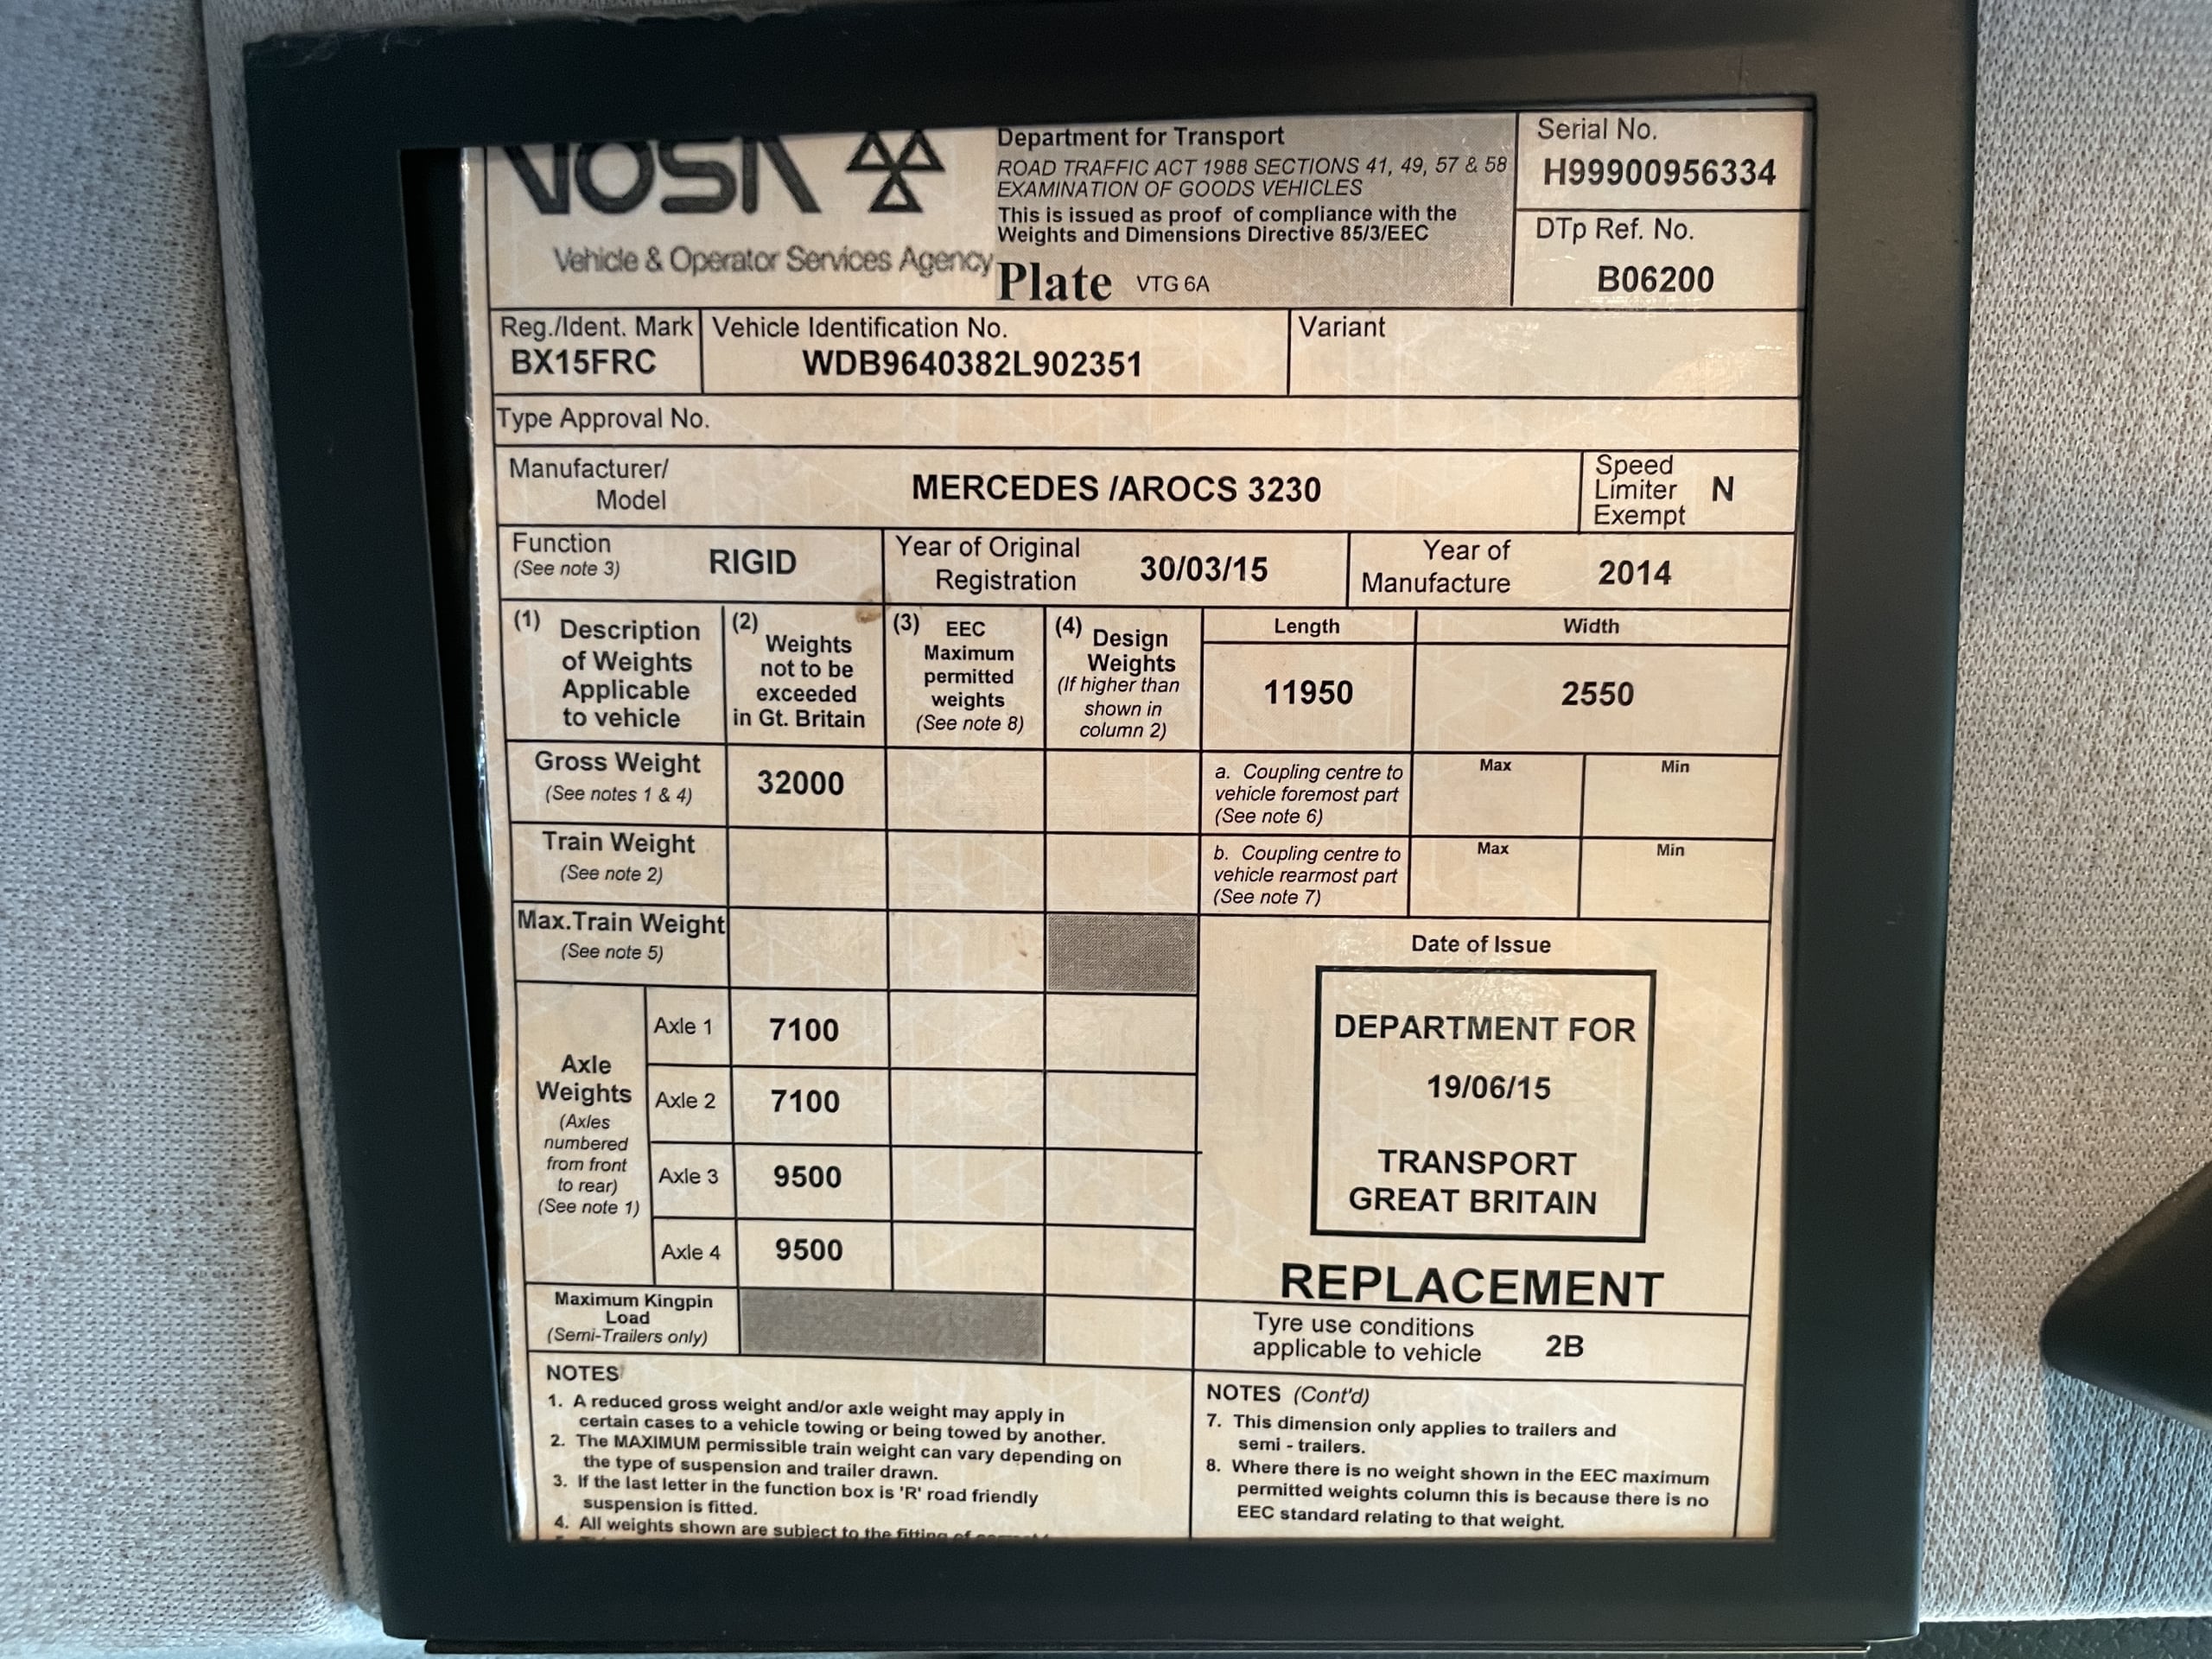 VOSA
Vehicle & Operator Services Agency
Department for Transport
ROAD TRAFFIC ACT 1988 SECTIONS 41, 49, 57 & 58
EXAMINATION OF GOODS VEHICLES
This is issued as proof of compliance with the
Weights and Dimensions Directive 85/3/EEC
Plate VTG 6A
Serial No.
H99900956334
DTp Ref. No.
B06200
Reg./Ident. Mark
BX15FRC
Vehicle Identification No.
WDB9640382L902351
Variant
Type Approval No.
Manufacturer/
Model
MERCEDES /AROCS 3230
Speed
Limiter
Exempt
N
Function
(See note 3)
RIGID
Year of Original
Registration
30/03/15
Year of
Manufacture
2014
(1) Description
of Weights
Applicable
to vehicle
(2) Weights
not to be
exceeded
in Gt. Britain
(3) EEC
Maximum
permitted
weights
(See note 8)
(4) Design
Weights
(If higher than
shown in
column 2)
Length
11950
Width
2550
Gross Weight
(See notes 1 & 4)
32000
a. Coupling centre to
vehicle foremost part
(See note 6)
Max
Min
Train Weight
(See note 2)
b. Coupling centre to
vehicle rearmost part
(See note 7)
Max
Min
Max.Train Weight
(See note 5)
Axle
Weights
(Axles
numbered
from front
to rear)
(See note 1)
Axle 1
7100
Axle 2
7100
Axle 3
9500
Axle 4
9500
Maximum Kingpin
Load
(Semi-Trailers only)
Date of Issue
DEPARTMENT FOR
19/06/15
TRANSPORT
GREAT BRITAIN
REPLACEMENT
Tyre use conditions
applicable to vehicle
2B
NOTES
1. A reduced gross weight and/or axle weight may apply in
certain cases to a vehicle towing or being towed by another.
2. The MAXIMUM permissible train weight can vary depending on
the type of suspension and trailer drawn.
3. If the last letter in the function box is 'R' road friendly
suspension is fitted.
4. All weights shown are subject to the fitting of
NOTES (Cont'd)
7. This dimension only applies to trailers and
semi - trailers.
8. Where there is no weight shown in the EEC maximum
permitted weights column this is because there is no
EEC standard relating to that weight.